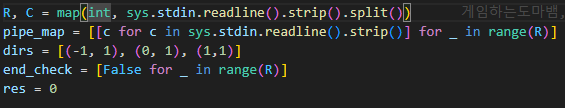 R, C = map(int, sys.stdin.readline().strip().split()) 게임하는도마뱀,
pipe_map = [[c for c in sys.stdin.readline().strip()] for _ in range(R)]
dirs = [(-1, 1), (0, 1), (1,1)]
end_check = [False for _ in range(R)]
res = 0